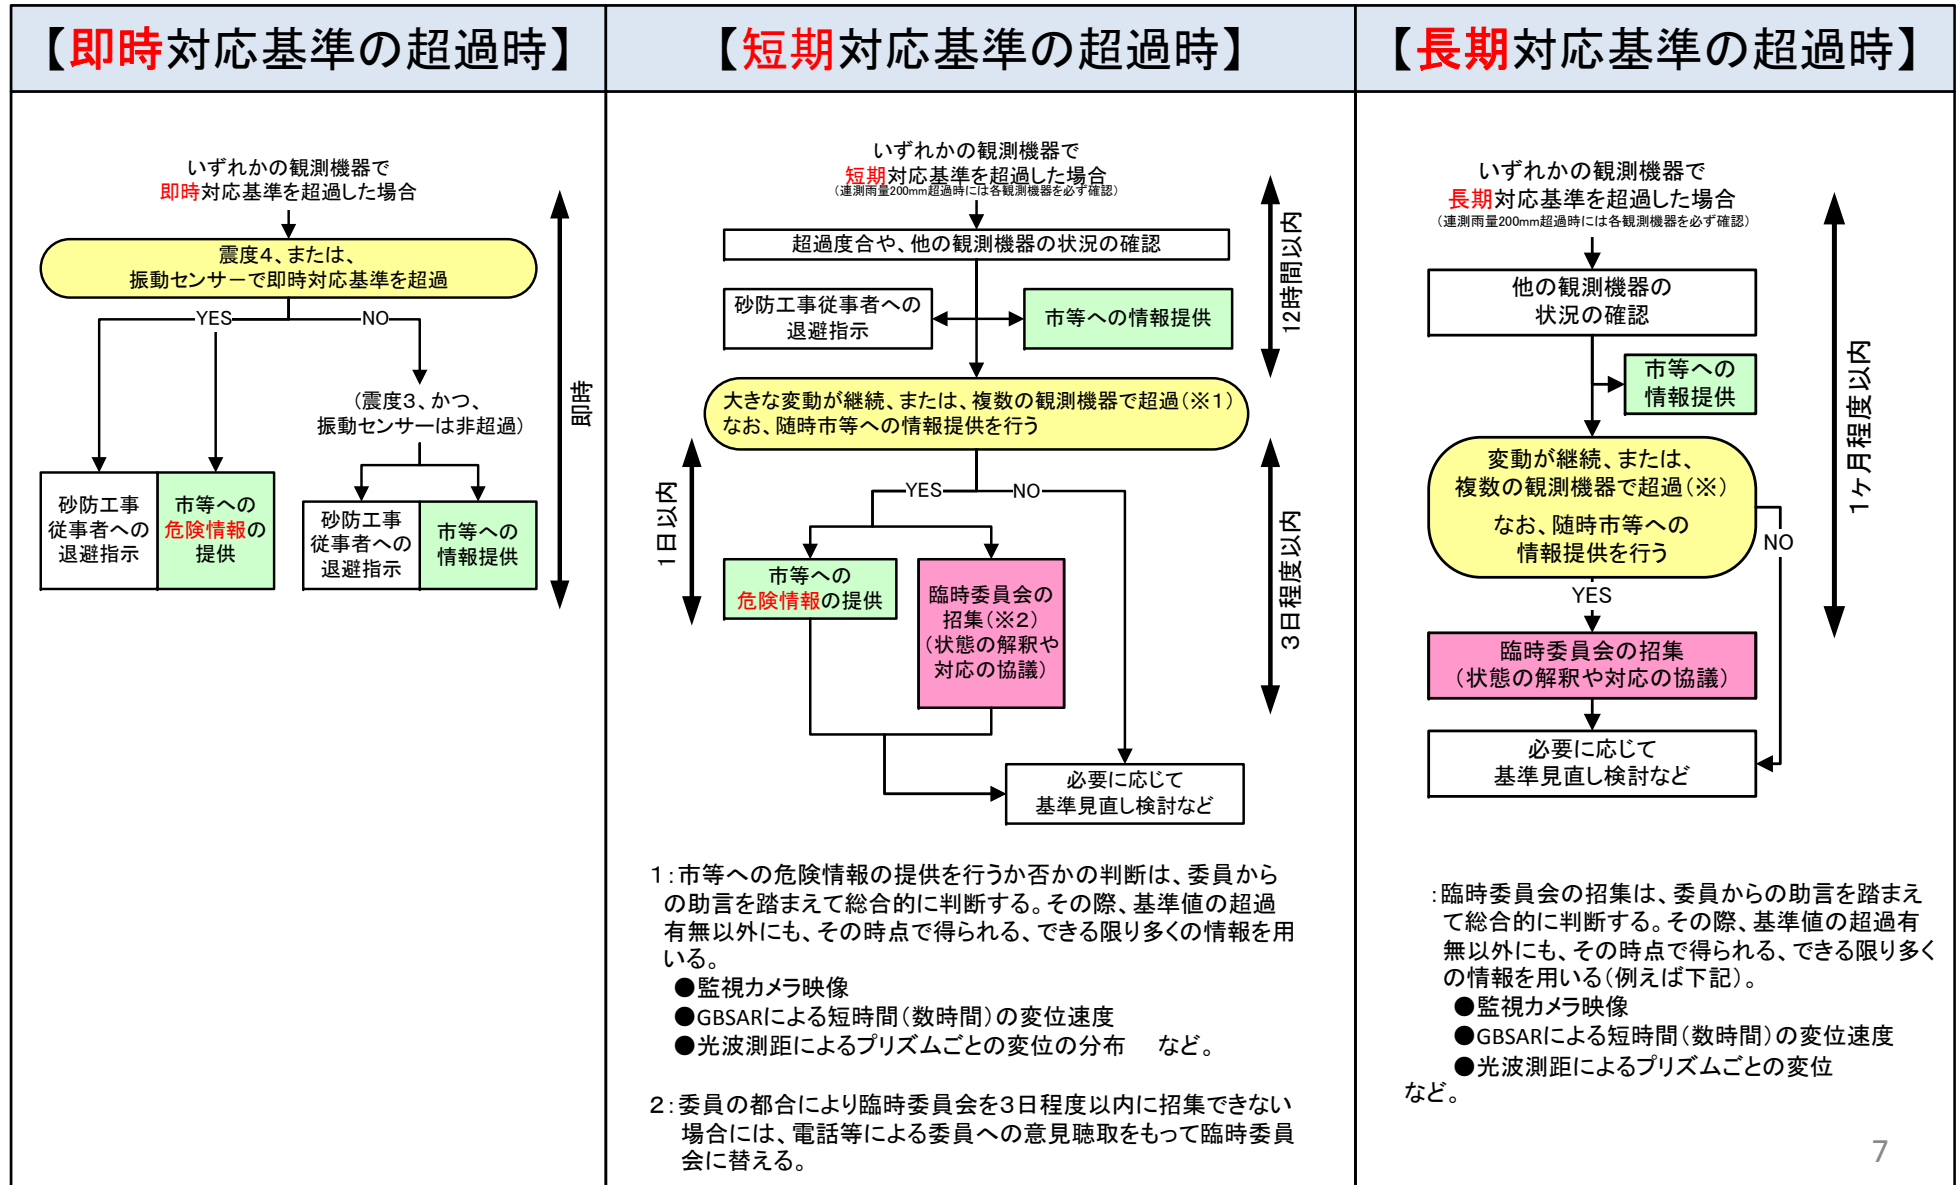 【即時対応基準の超過時】
いずれかの観測機器で
即時対応基準を超過した場合
震度4、または、
振動センサーで即時対応基準を超過
YES
NO
(震度3、かつ、
振動センサーは非超過)
砂防工事
従事者への
退避指示
市等への
危険情報の
提供
砂防工事
従事者への
退避指示
市等への
情報提供
即時
【短期対応基準の超過時】
いずれかの観測機器で
短期対応基準を超過した場合
(連測雨量200mm超過時には各観測機器を必ず確認)
超過度合や、他の観測機器の状況の確認
砂防工事従事者への
退避指示
市等への情報提供
12時間以内
大きな変動が継続、または、複数の観測機器で超過(※1)
なお、随時市等への情報提供を行う
YES
NO
1日以内
市等への
危険情報の提供
臨時委員会の
招集(※2)
(状態の解釈や
対応の協議)
3日程度以内
必要に応じて
基準見直し検討など
1:市等への危険情報の提供を行うか否かの判断は、委員から
の助言を踏まえて総合的に判断する。その際、基準値の超過
有無以外にも、その時点で得られる、できる限り多くの情報を用
いる。
●監視カメラ映像
●GBSARによる短時間(数時間)の変位速度
●光波測距によるプリズムごとの変位の分布 など。
2:委員の都合により臨時委員会を3日程度以内に招集できない
場合には、電話等による委員への意見聴取をもって臨時委員
会に替える。
【長期対応基準の超過時】
いずれかの観測機器で
長期対応基準を超過した場合
(連測雨量200mm超過時には各観測機器を必ず確認)
他の観測機器の
状況の確認
市等への
情報提供
変動が継続、または、
複数の観測機器で超過(※)
なお、随時市等への
情報提供を行う
NO
YES
1ヶ月程度以内
臨時委員会の招集
(状態の解釈や対応の協議)
必要に応じて
基準見直し検討など
:臨時委員会の招集は、委員からの助言を踏まえ
て総合的に判断する。その際、基準値の超過有
無以外にも、その時点で得られる、できる限り多く
の情報を用いる(例えば下記)。
●監視カメラ映像
●GBSARによる短時間(数時間)の変位速度
●光波測距によるプリズムごとの変位
など。
7